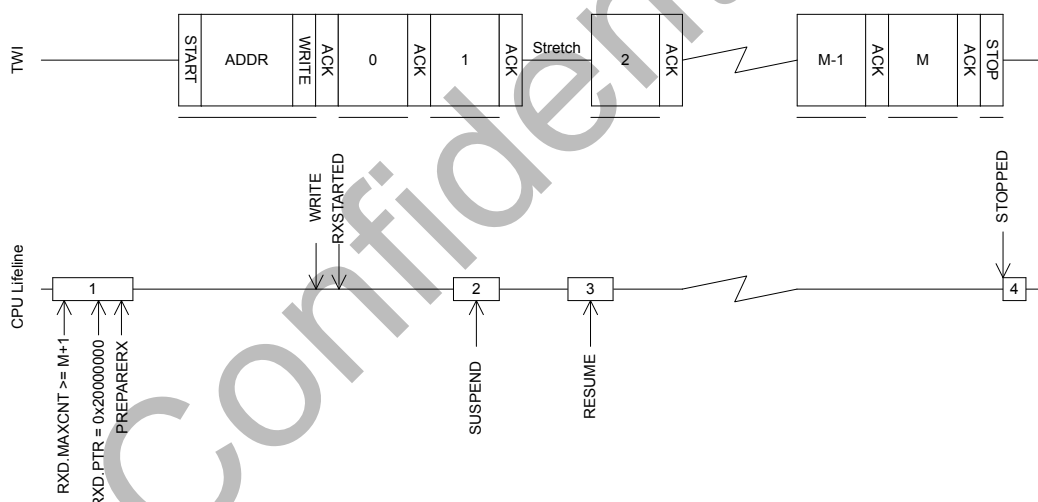 TWI
START
ADDR
WRITE
ACK
0
ACK
1
ACK
Stretch
2
ACK
M-1
ACK
M
ACK
STOP
CPU Lifeline
WRITE
RXSTARTED
STOPPED
1
2
3
4
RXD.MAXCNT >= M+1
RXD.PTR = 0x20000000
PREPARERX
SUSPEND
RESUME
Confident